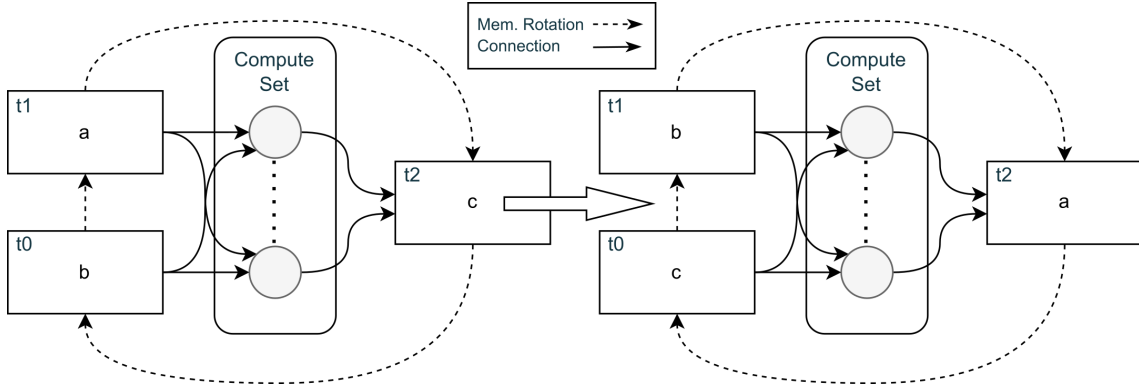 Mem. Rotation
Connection
Compute
Set
t1
a
t0
b
t2
c
Compute
Set
t1
b
t0
c
t2
a